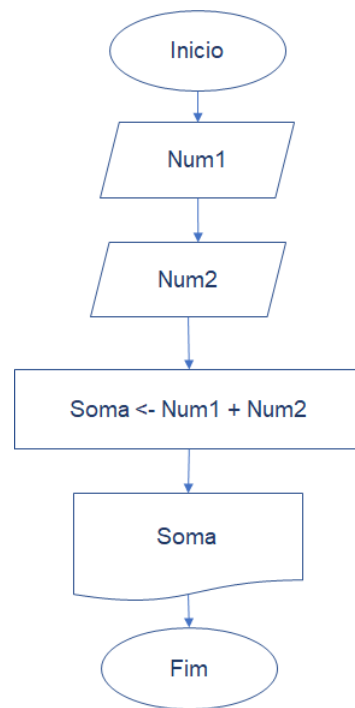 Inicio
Num1
Num2
Soma <- Num1 + Num2
Soma
Fim